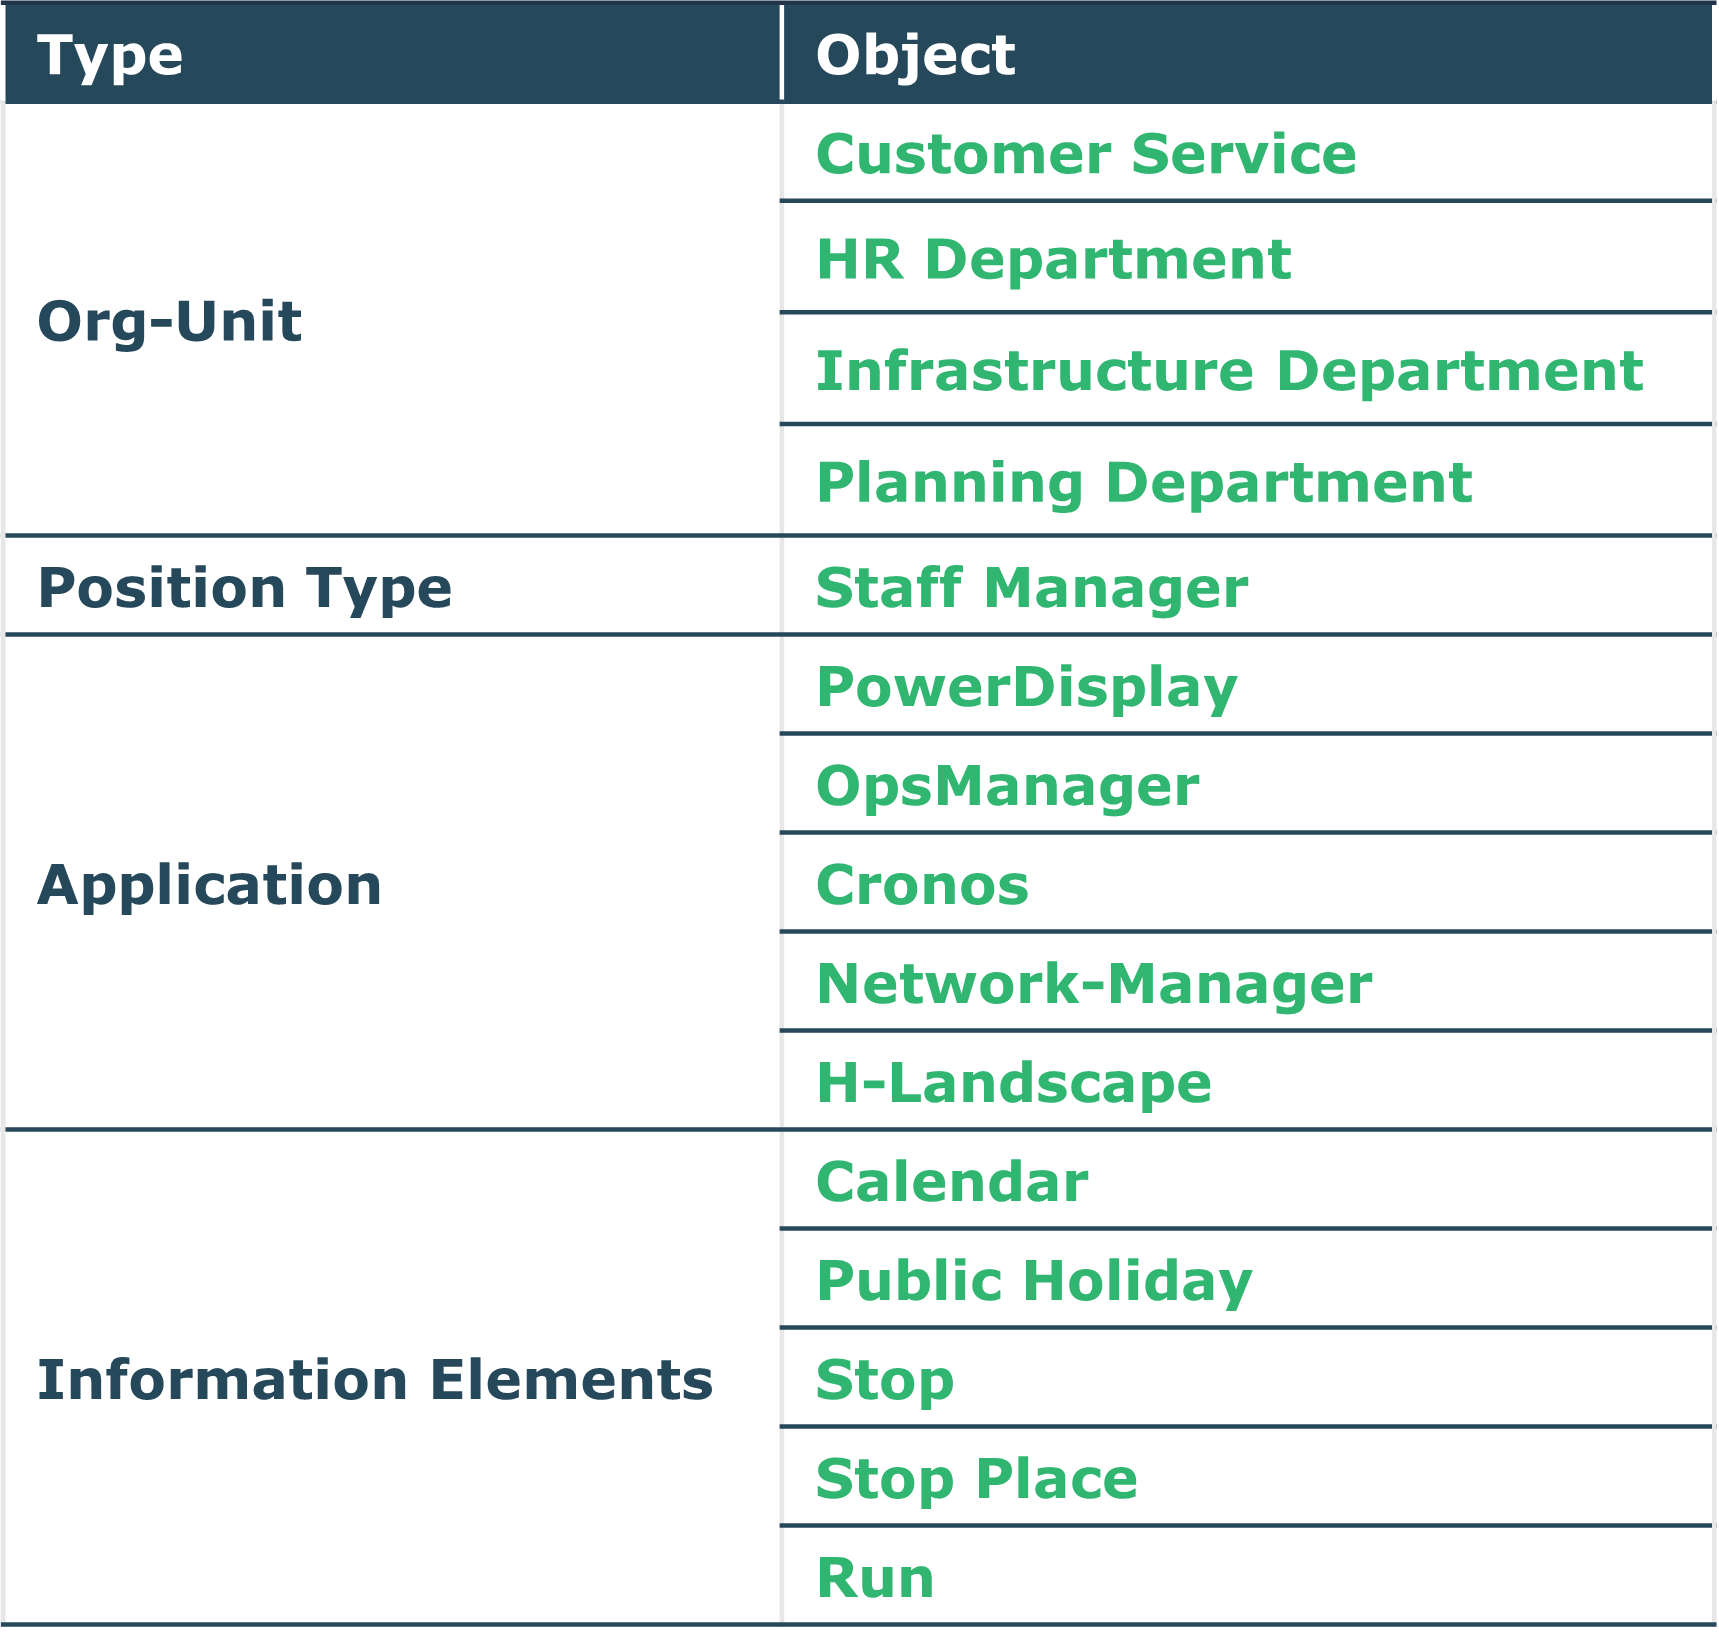 Type Object
Customer Service
HR Department
Org-Unit
Infrastructure Department
Planning Department
Position Type Staff Manager
PowerDisplay
OpsManager
Application Cronos
Network-Manager
H-Landscape
Calendar
Public Holiday
Information Elements Stop
Stop Place
Run